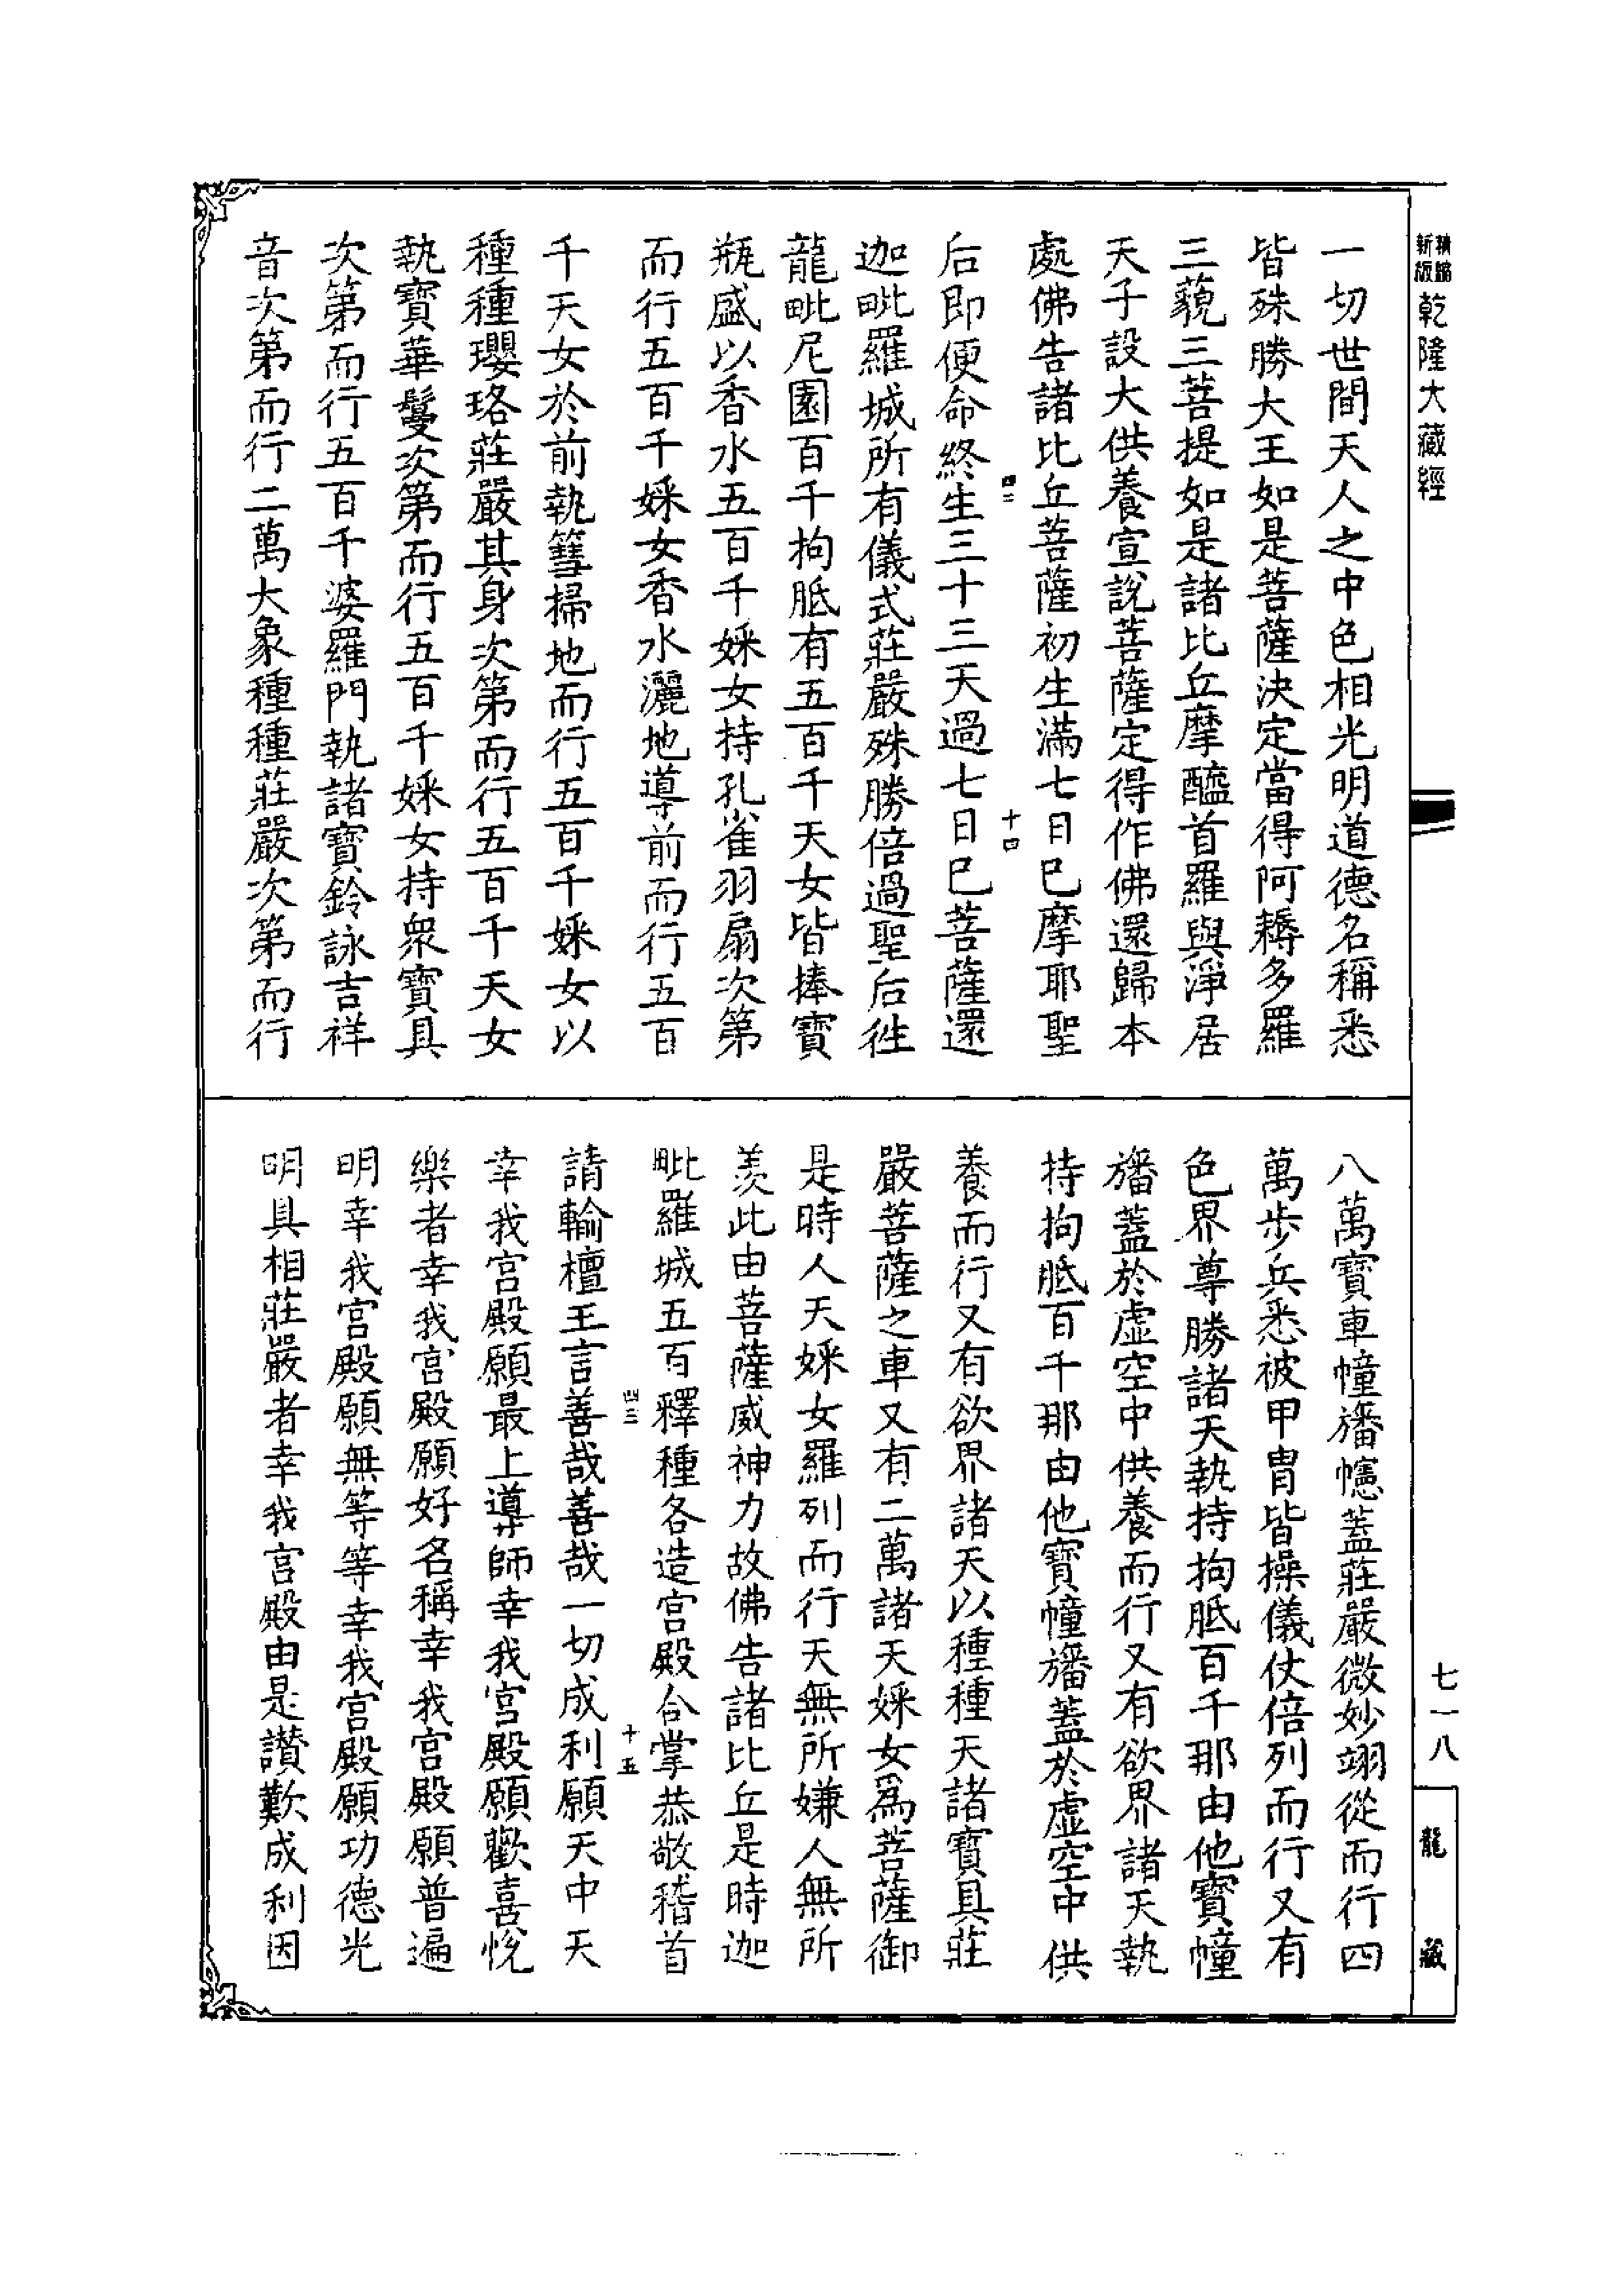 精編
新版
乾隆大藏經
一切世間天人之中色相光明道德名稱悉
皆殊勝大王如是菩薩決定當得阿耨多羅
三藐三菩提如是諸比丘摩醯首羅與淨居
天子設大供養宣說菩薩定得作佛還歸本
處佛告諸比丘菩薩初生滿七日已摩耶聖
四二
十四
后即便命終生三十三天過七日已菩薩還
迦毗羅城所有儀式莊嚴殊勝倍過聖后徃
龍毗尼園百千拘胝有五百千天女皆捧寶
瓶盛以香水五百千婇女持孔雀羽扇次第
而行五百千婇女香水灑地導前而行五百
千天女於前執篲掃地而行五百千婇女以
種種瓔珞莊嚴其身次第而行五百千天女
執寶華鬘次第而行五百千婇女持眾寶具
次第而行五百千婆羅門執諸寶鈴詠吉祥
音次第而行二萬大象種種莊嚴次第而行
八萬寶車幢旛幰蓋莊嚴微妙翊從而行四
萬步兵悉被甲冑皆操儀仗倍列而行又有
色界尊勝諸天執持拘胝百千那由他寶幢
旛蓋於虛空中供養而行又有欲界諸天執
持拘胝百千那由他寶幢旛蓋於虛空中供
養而行又有欲界諸天以種種天諸寶具莊
嚴菩薩之車又有二萬諸天婇女為菩薩御
是時人天婇女羅列而行天無所嫌人無所
羨此由菩薩威神力故佛告諸比丘是時迦
毗羅城五百釋種各造宮殿合掌恭敬稽首
四三
十五
請輸檀王言善哉善哉一切成利願天中天
幸我宮殿願最上導師幸我宮殿願歡喜悅
樂者幸我宮殿願好名稱幸我宮殿願普遍
明幸我宮殿願無等等幸我宮殿願功德光
明具相莊嚴者幸我宮殿由是讚歎成利因
七一八
龍藏